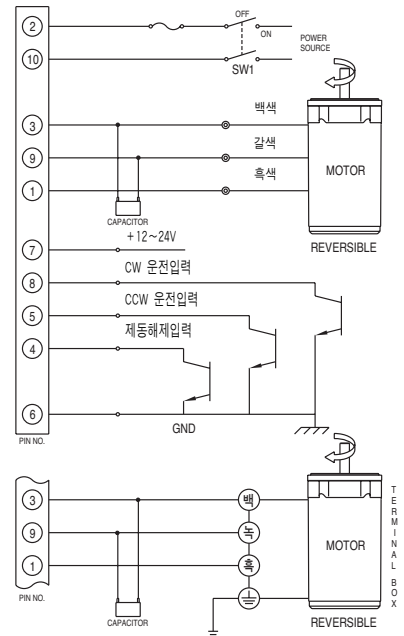 2
OFF
ON
POWER
SOURCE
10
SW1
3
백색
9
갈색
MOTOR
1
흑색
CAPACITOR
REVERSIBLE
7
+12~24V
8
CW 운전입력
5
CCW 운전입력
4
제동해제입력
6
GND
PIN NO.
3
백
TERMINAL BOX
9
녹
MOTOR
1
흑
PIN NO.
CAPACITOR
REVERSIBLE